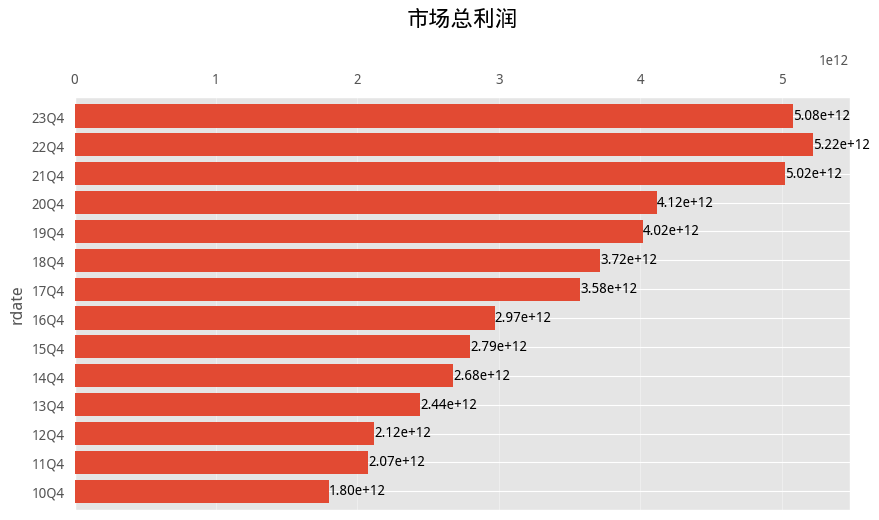 市场总利润
1e12
0 1 2 3 4 5
23Q4 5.08e+12
22Q4 5.22e+12
21Q4 5.02e+12
20Q4 4.12e+12
19Q4 4.02e+12
18Q4 3.72e+12
17Q4 3.58e+12
rdate
16Q4 2.97e+12
15Q4 2.79e+12
14Q4 2.68e+12
13Q4 2.44e+12
12Q4 2.12e+12
11Q4 2.07e+12
10Q4 1.80e+12